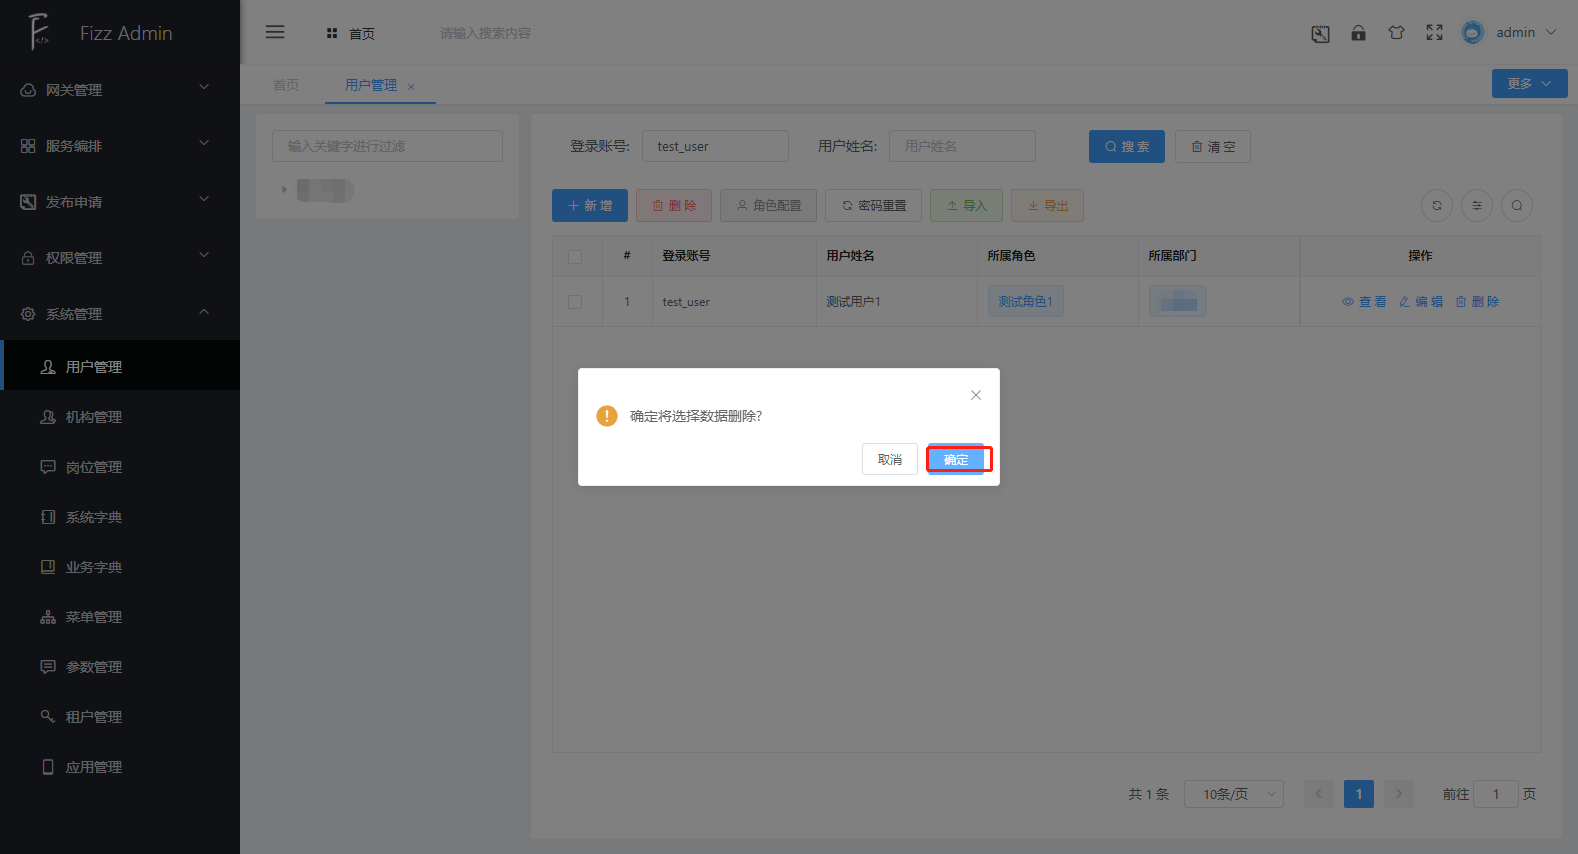 Fizz Admin
首页
请输入搜索内容
admin
网关管理
服务编排
发布申请
权限管理
系统管理
用户管理
机构管理
岗位管理
系统字典
业务字典
菜单管理
参数管理
租户管理
应用管理
首页 用户管理 ×
更多
输入关键字进行过滤
登录账号: test_user 用户姓名: 用户姓名 搜 索 清 空
新 增 删 除 角色配置 密码重置 导入 导出
# 登录账号 用户姓名 所属角色 所属部门 操作
1 test_user 测试用户1 测试角色1 查 看 编 辑 删 除
确定将选择数据删除?
取消 确定
共 1 条 10条/页 1 前往 1 页